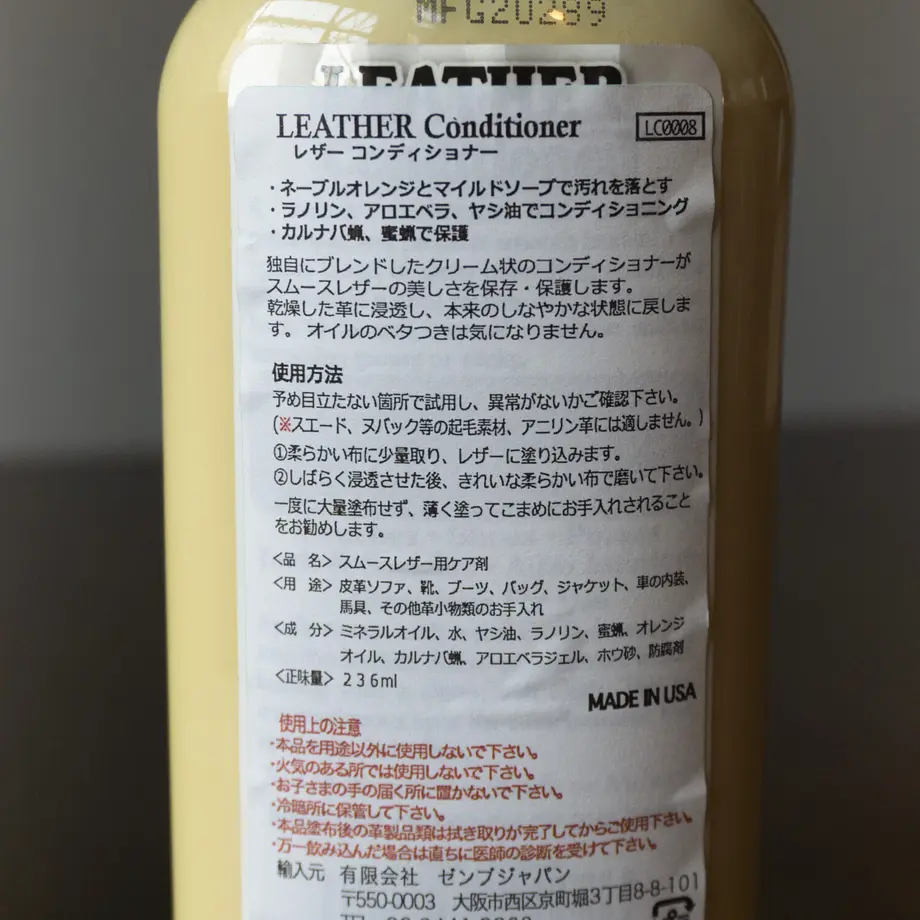 MFG20289
LEATHER
LEATHER Conditioner
LC0008
レザー コンディショナー
・ネーブルオレンジとマイルドソープで汚れを落とす
・ラノリン、アロエベラ、ヤシ油でコンディショニング
・カルナバ蝋、蜜蝋で保護
独自にブレンドしたクリーム状のコンディショナーが
スムースレザーの美しさを保存・保護します。
乾燥した革に浸透し、本来のしなやかな状態に戻しま
す。 オイルのベタつきは気になりません。
使用方法
予め目立たない箇所で試用し、異常がないかご確認下さい。
(※スエード、ヌバック等の起毛素材、アニリン革には適しません。)
①柔らかい布に少量取り、レザーに塗り込みます。
②しばらく浸透させた後、きれいな柔らかい布で磨いて下さい。
一度に大量塗布せず、薄く塗ってこまめにお手入れされること
をお勧めします。
<品 名> スムースレザー用ケア剤
<用 途> 皮革ソファ、靴、ブーツ、バッグ、ジャケット、車の内装、
馬具、その他革小物類のお手入れ
<成 分> ミネラルオイル、水、ヤシ油、ラノリン、蜜蝋、オレンジ
オイル、カルナバ蝋、アロエベラジェル、ホウ砂、防腐剤
<正味量> 236ml
MADE IN USA
使用上の注意
・本品を用途以外に使用しないで下さい。
・火気のある所では使用しないで下さい。
・お子さまの手の届く所に置かないで下さい。
・冷暗所に保管して下さい。
・本品塗布後の革製品類は拭き取りが完了してからご使用下さい。
・万一飲み込んだ場合は直ちに医師の診断を受けて下さい。
輸入元 有限会社 ゼンブジャパン
〒550-0003 大阪市西区京町堀3丁目8-8-101